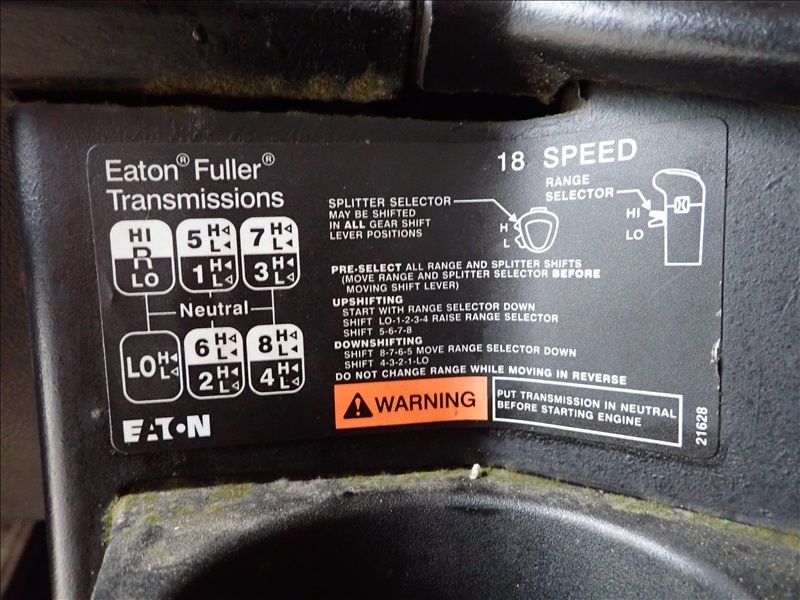 Eaton® Fuller®
Transmissions
18 SPEED
HI
R
LO
5 H L
1 H L
7 H L
3 H L
Neutral
LO H L
6 H L
2 H L
8 H L
4 H L
EATON
SPLITTER SELECTOR
MAY BE SHIFTED
IN ALL GEAR SHIFT
LEVER POSITIONS
H
L
RANGE
SELECTOR
HI
LO
PRE-SELECT ALL RANGE AND SPLITTER SHIFTS
(MOVE RANGE AND SPLITTER SELECTOR BEFORE
MOVING SHIFT LEVER)
UPSHIFTING
START WITH RANGE SELECTOR DOWN
SHIFT LO-1-2-3-4 RAISE RANGE SELECTOR
SHIFT 5-6-7-8
DOWNSHIFTING
SHIFT 8-7-6-5 MOVE RANGE SELECTOR DOWN
SHIFT 4-3-2-1-LO
DO NOT CHANGE RANGE WHILE MOVING IN REVERSE
WARNING
PUT TRANSMISSION IN NEUTRAL
BEFORE STARTING ENGINE
21628